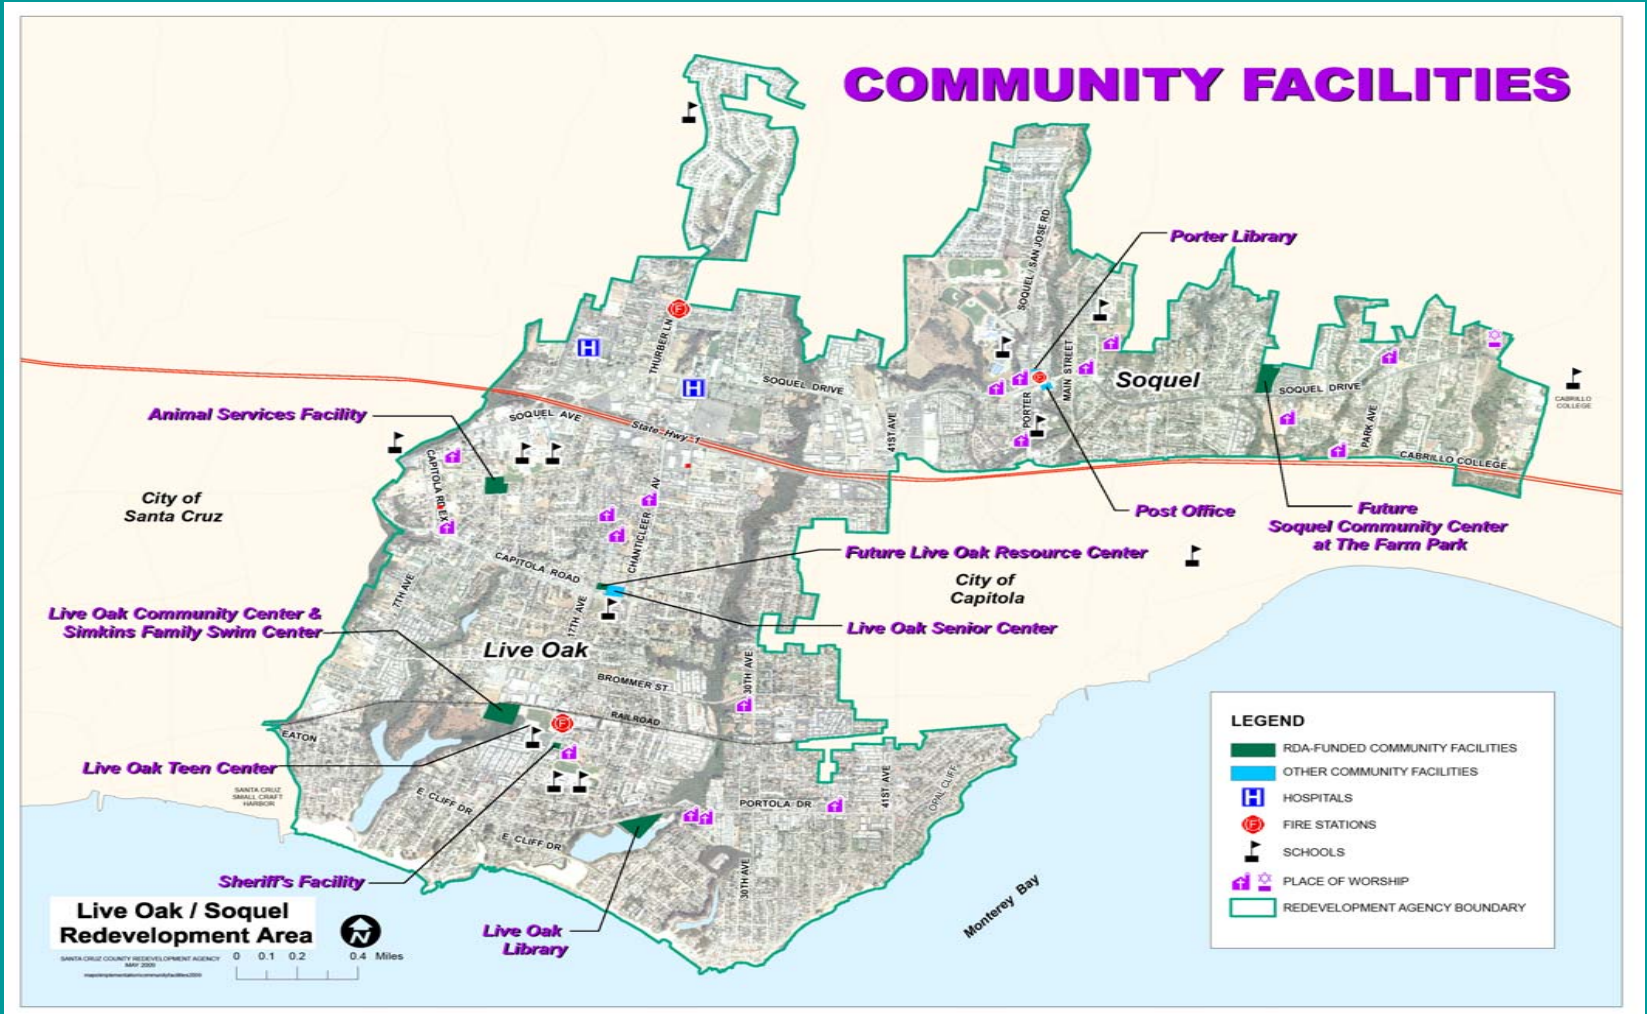 COMMUNITY FACILITIES
Porter Library
SOQUEL / SAN JOSE RD
THURBER LN
MAIN STREET
SOQUEL DRIVE
Soquel
SOQUEL DRIVE
CABRILLO
COLLEGE
Animal Services Facility
SOQUEL AVE
State Hwy 1
41ST AVE
PORTER
PARK AVE
CABRILLO COLLEGE
CAPITOLA RD EX
City of
Santa Cruz
CHANTICLEER AV
Post Office
Future
Soquel Community Center
at The Farm Park
Future Live Oak Resource Center
CAPITOLA ROAD
7TH AVE
City of
Capitola
17TH AVE
Live Oak Community Center &
Simkins Family Swim Center
Live Oak Senior Center
Live Oak
BROMMER ST
30TH AVE
RAILROAD
EATON
Live Oak Teen Center
SANTA CRUZ
SMALL CRAFT
HARBOR
E. CLIFF DR
PORTOLA DR
41ST AVE
OPAL CLIFF
E. CLIFF DR
30TH AVE
Sheriff's Facility
Live Oak
Library
Monterey Bay
LEGEND
RDA-FUNDED COMMUNITY FACILITIES
OTHER COMMUNITY FACILITIES
H HOSPITALS
F FIRE STATIONS
SCHOOLS
PLACE OF WORSHIP
REDEVELOPMENT AGENCY BOUNDARY
Live Oak / Soquel
Redevelopment Area
N
SANTA CRUZ COUNTY REDEVELOPMENT AGENCY
MAY 2009
0 0.1 0.2 0.4 Miles